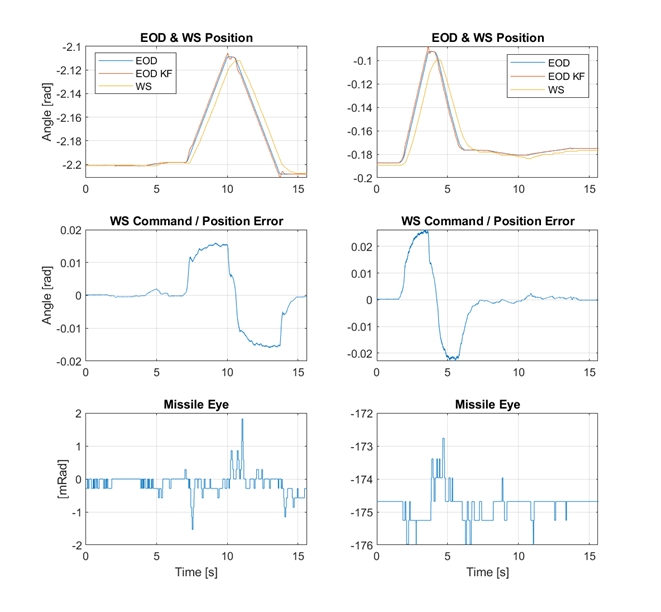 EOD & WS Position
-2.1
-2.12
-2.14
-2.16
-2.18
-2.2
Angle [rad]
EOD
EOD KF
WS
0 5 10 15
EOD & WS Position
-0.1
-0.12
-0.14
-0.16
-0.18
-0.2
EOD
EOD KF
WS
0 5 10 15
WS Command / Position Error
0.02
0.01
0
-0.01
-0.02
Angle [rad]
0 5 10 15
WS Command / Position Error
0.02
0.01
0
-0.01
-0.02
0 5 10 15
Missile Eye
2
1
0
-1
-2
[mRad]
0 5 10 15
Time [s]
Missile Eye
-172
-173
-174
-175
-176
0 5 10 15
Time [s]